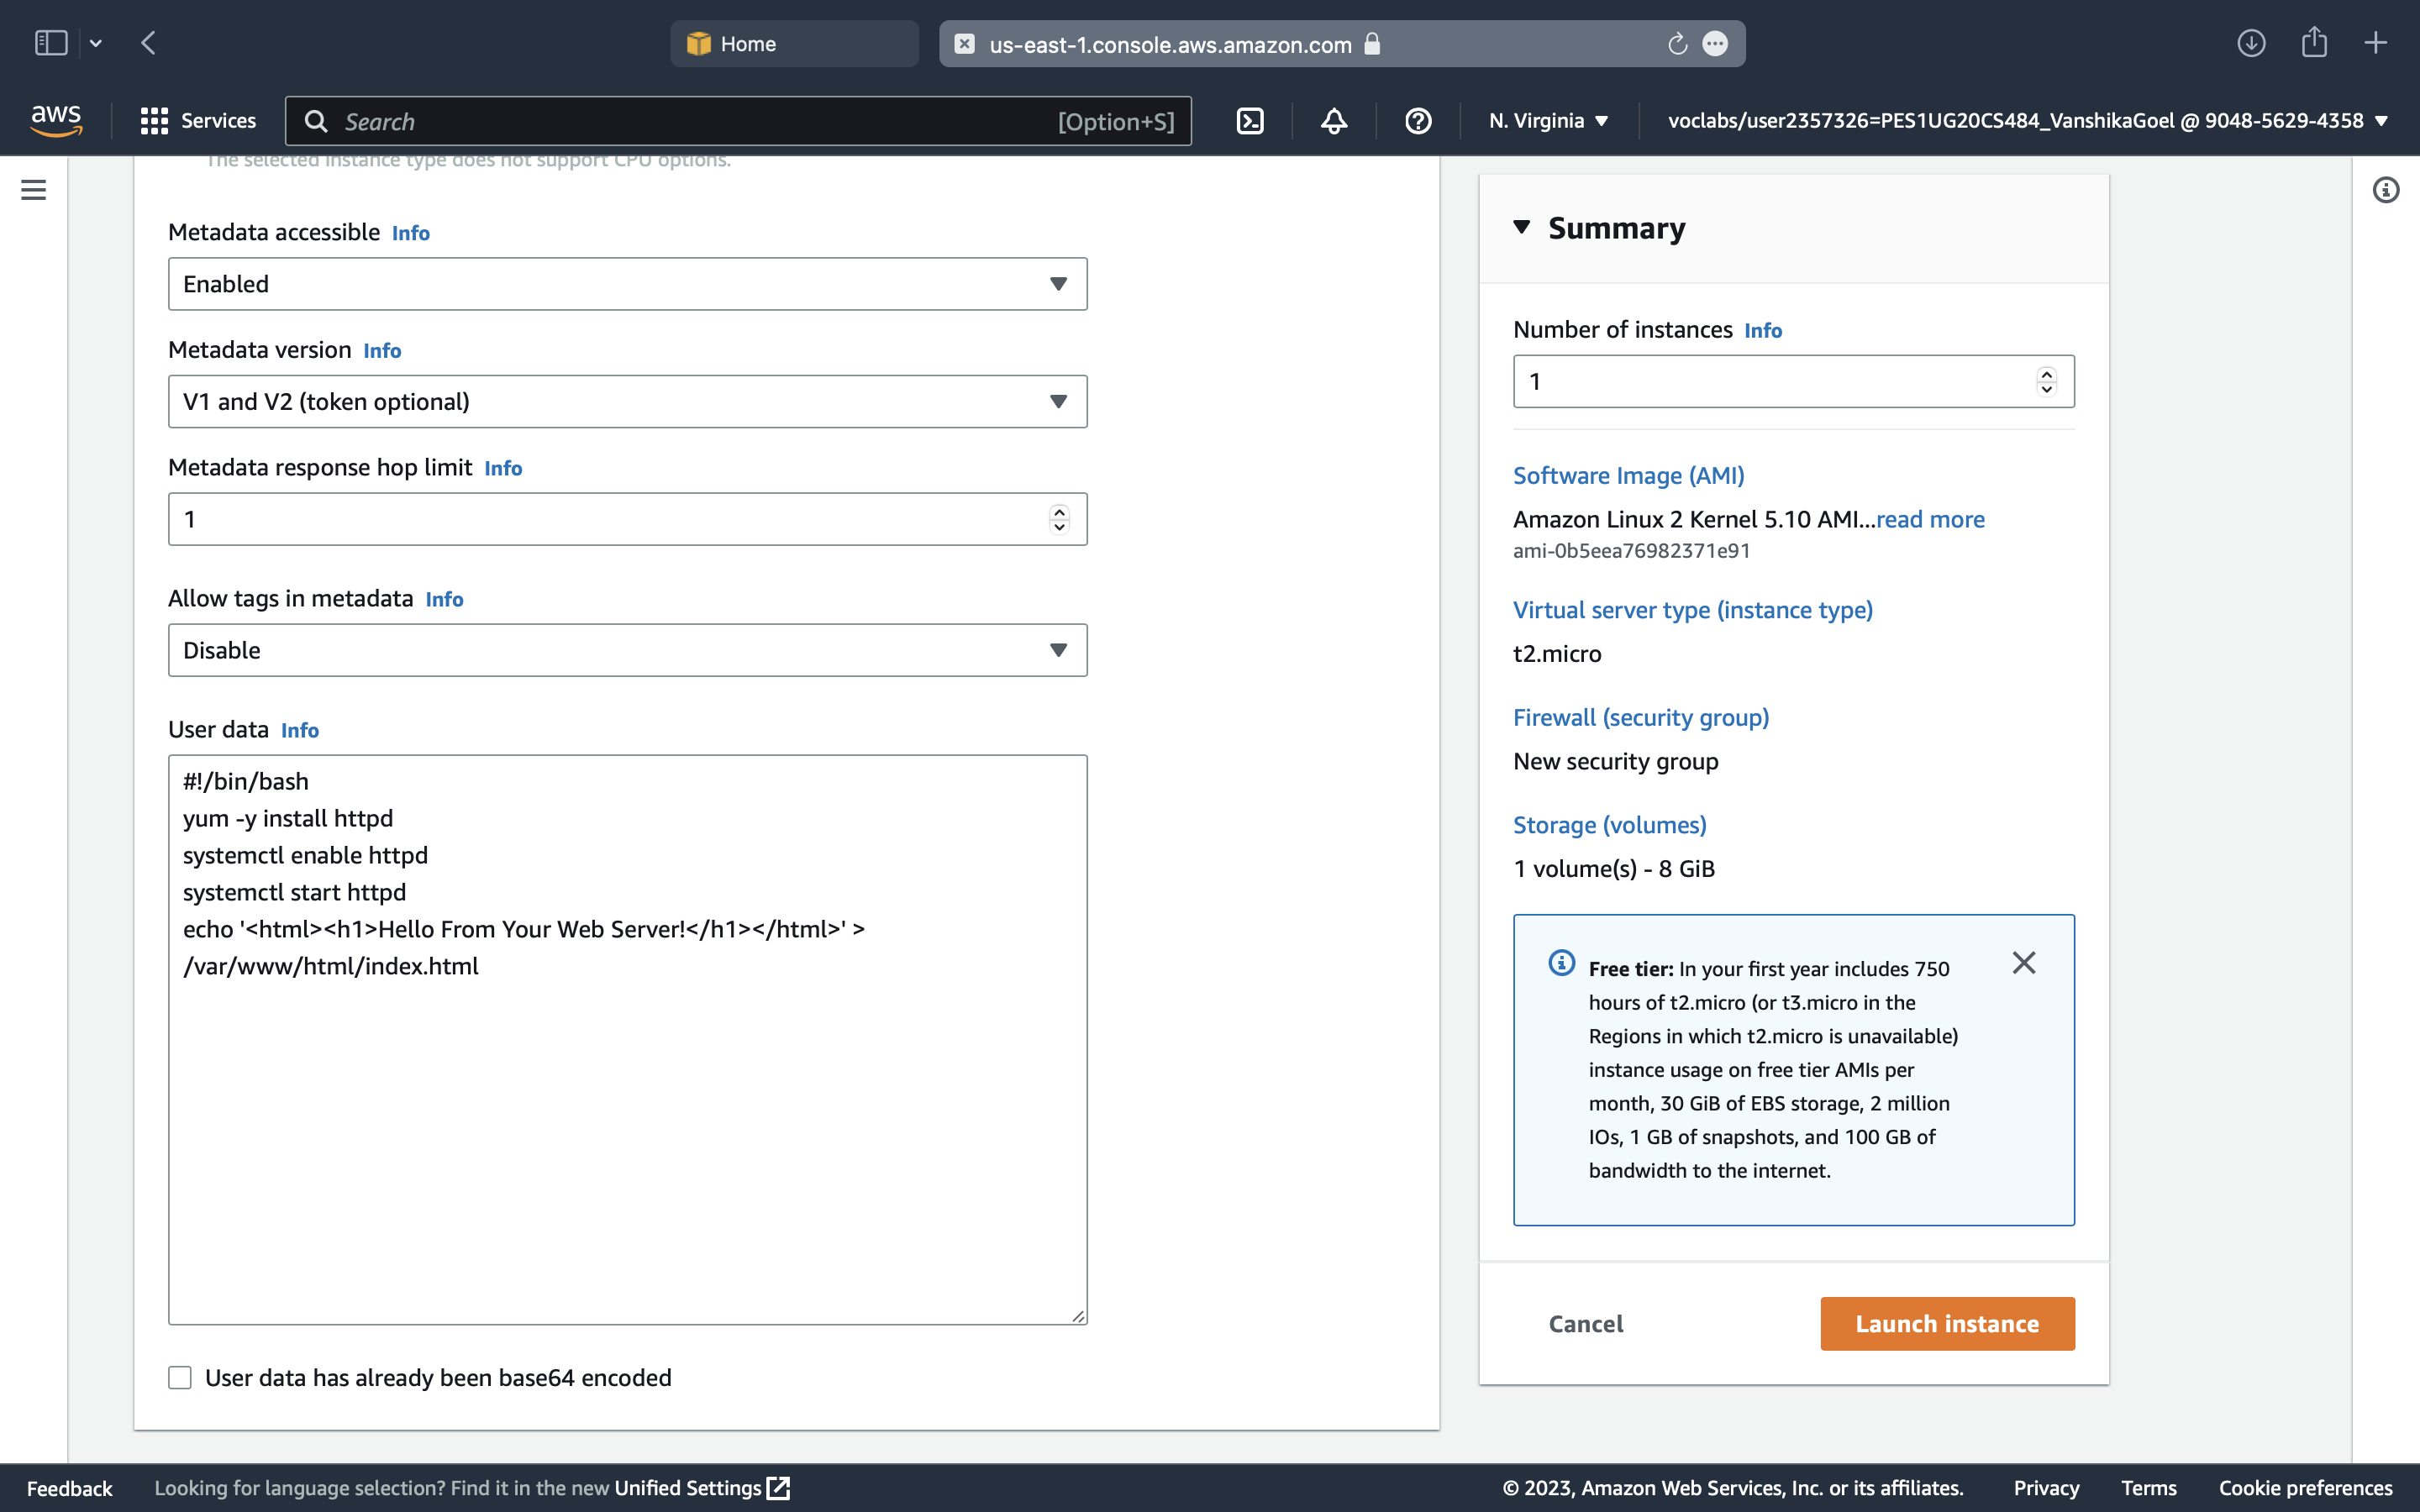 Home
us-east-1.console.aws.amazon.com
aws
Services
Search
[Option+S]
N. Virginia
voclabs/user2357326=PES1UG20CS484_VanshikaGoel @ 9048-5629-4358
The selected instance type does not support CPU options.
Metadata accessible Info
Enabled
Metadata version Info
V1 and V2 (token optional)
Metadata response hop limit Info
1
Allow tags in metadata Info
Disable
User data Info
#!/bin/bash
yum -y install httpd
systemctl enable httpd
systemctl start httpd
echo '<html><h1>Hello From Your Web Server!</h1></html>' >
/var/www/html/index.html
User data has already been base64 encoded
Summary
Number of instances Info
1
Software Image (AMI)
Amazon Linux 2 Kernel 5.10 AMI...read more
ami-0b5eea76982371e91
Virtual server type (instance type)
t2.micro
Firewall (security group)
New security group
Storage (volumes)
1 volume(s) - 8 GiB
Free tier: In your first year includes 750
hours of t2.micro (or t3.micro in the
Regions in which t2.micro is unavailable)
instance usage on free tier AMIs per
month, 30 GiB of EBS storage, 2 million
IOs, 1 GB of snapshots, and 100 GB of
bandwidth to the internet.
Cancel
Launch instance
Feedback
Looking for language selection? Find it in the new Unified Settings
© 2023, Amazon Web Services, Inc. or its affiliates.
Privacy
Terms
Cookie preferences